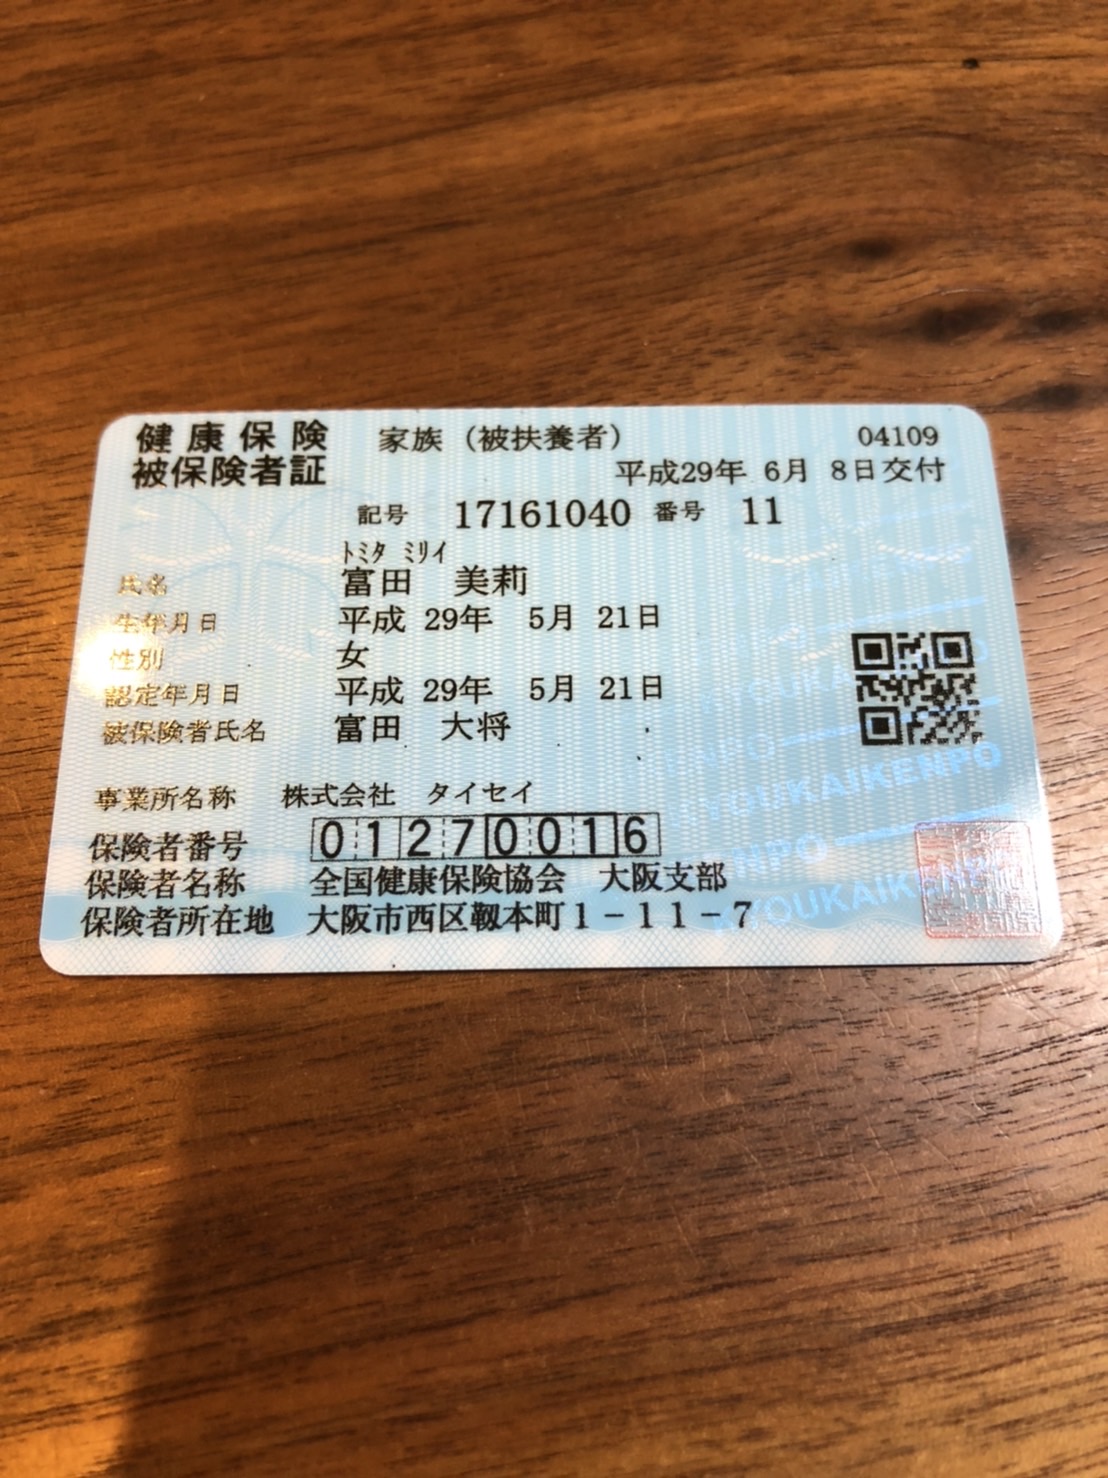 健康保険 家族（被扶養者） 04109
被保険者証 平成29年 6月 8日交付
記号 17161040 番号 11
ﾄﾐﾀ ﾐﾘｲ
氏名 富田 美莉
生年月日 平成 29年 5月 21日
性別 女
認定年月日 平成 29年 5月 21日
被保険者氏名 富田 大将
事業所名称 株式会社 タイセイ
保険者番号 01270016
保険者名称 全国健康保険協会 大阪支部
保険者所在地 大阪市西区靱本町１－１１－７
KYOUKAIKENPO